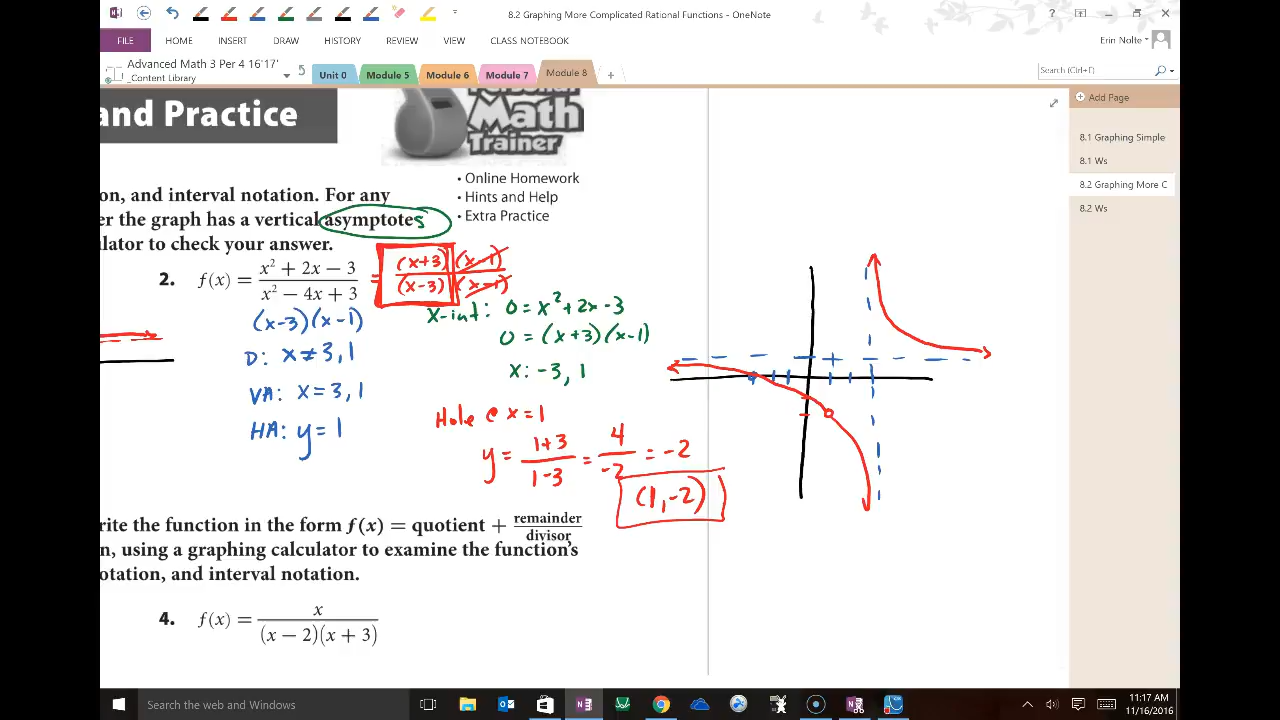 8.2 Graphing More Complicated Rational Functions - OneNote
FILE HOME INSERT DRAW HISTORY REVIEW VIEW CLASS NOTEBOOK
Erin Nolte
Advanced Math 3 Per 4 16'17'
_Content Library
Unit 0 Module 5 Module 6 Module 7 Module 8 +
Search (Ctrl+E)
Add Page
8.1 Graphing Simple
8.1 Ws
8.2 Graphing More C
8.2 Ws
and Practice
Personal
Math
Trainer
• Online Homework
• Hints and Help
• Extra Practice
on, and interval notation. For any
er the graph has a vertical asymptotes
lator to check your answer.
2. f(x) = (x² + 2x − 3)/(x² − 4x + 3) = (x+3)(x-1)/(x-3)(x-1)
(x-3)(x-1)
D: x ≠ 3, 1
VA: x = 3, 1
HA: y = 1
x-int: 0 = x² + 2x - 3
0 = (x+3)(x-1)
x: -3, 1
Hole @ x = 1
y = (1+3)/(1-3) = 4/-2 = -2
(1, -2)
rite the function in the form f(x) = quotient + remainder/divisor
n, using a graphing calculator to examine the function's
otation, and interval notation.
4. f(x) = x/((x − 2)(x + 3))
Search the web and Windows
11:17 AM
11/16/2016